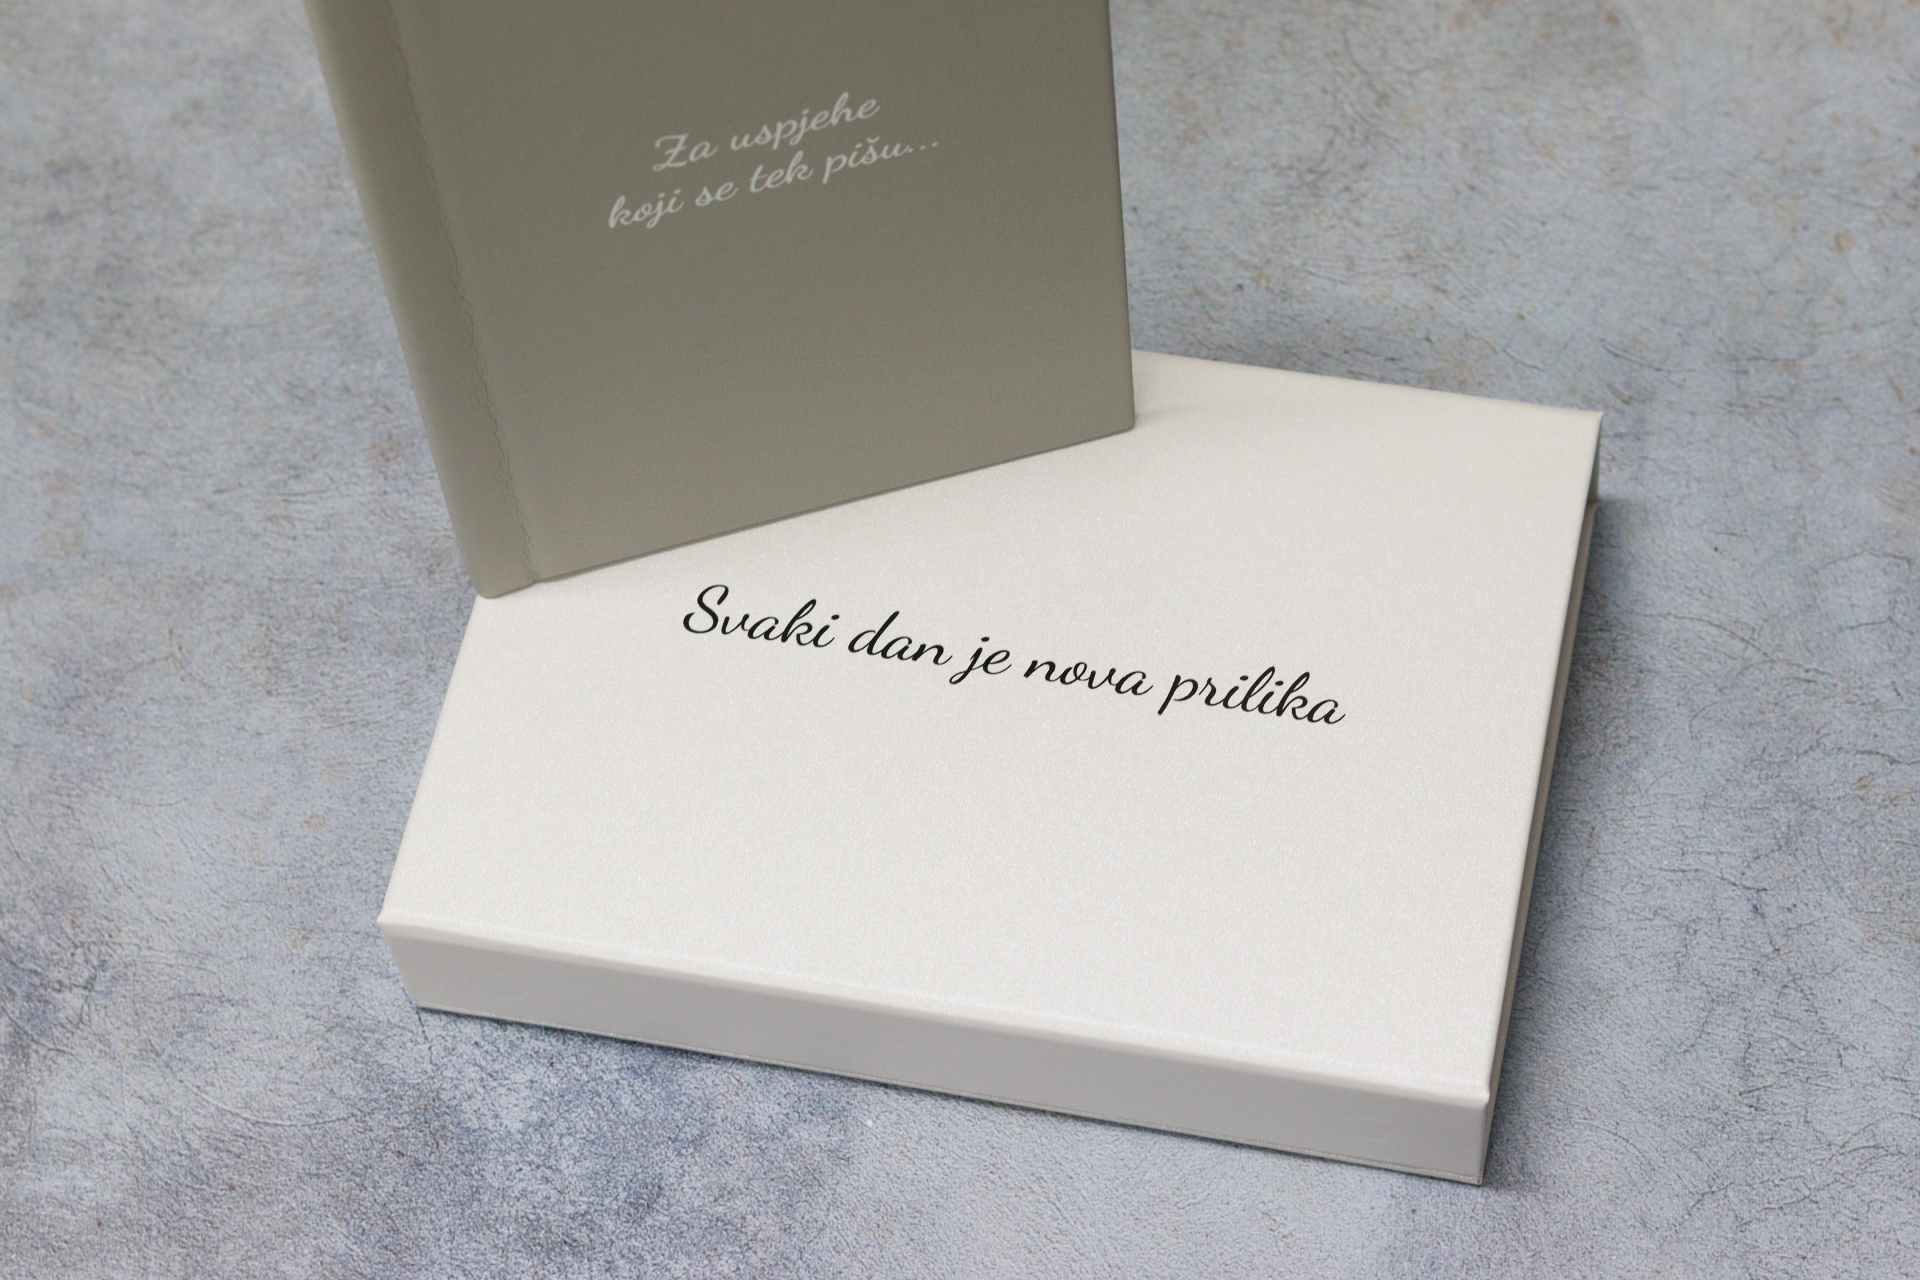 Za uspjehe
koji se tek pišu...
Svaki dan je nova prilika